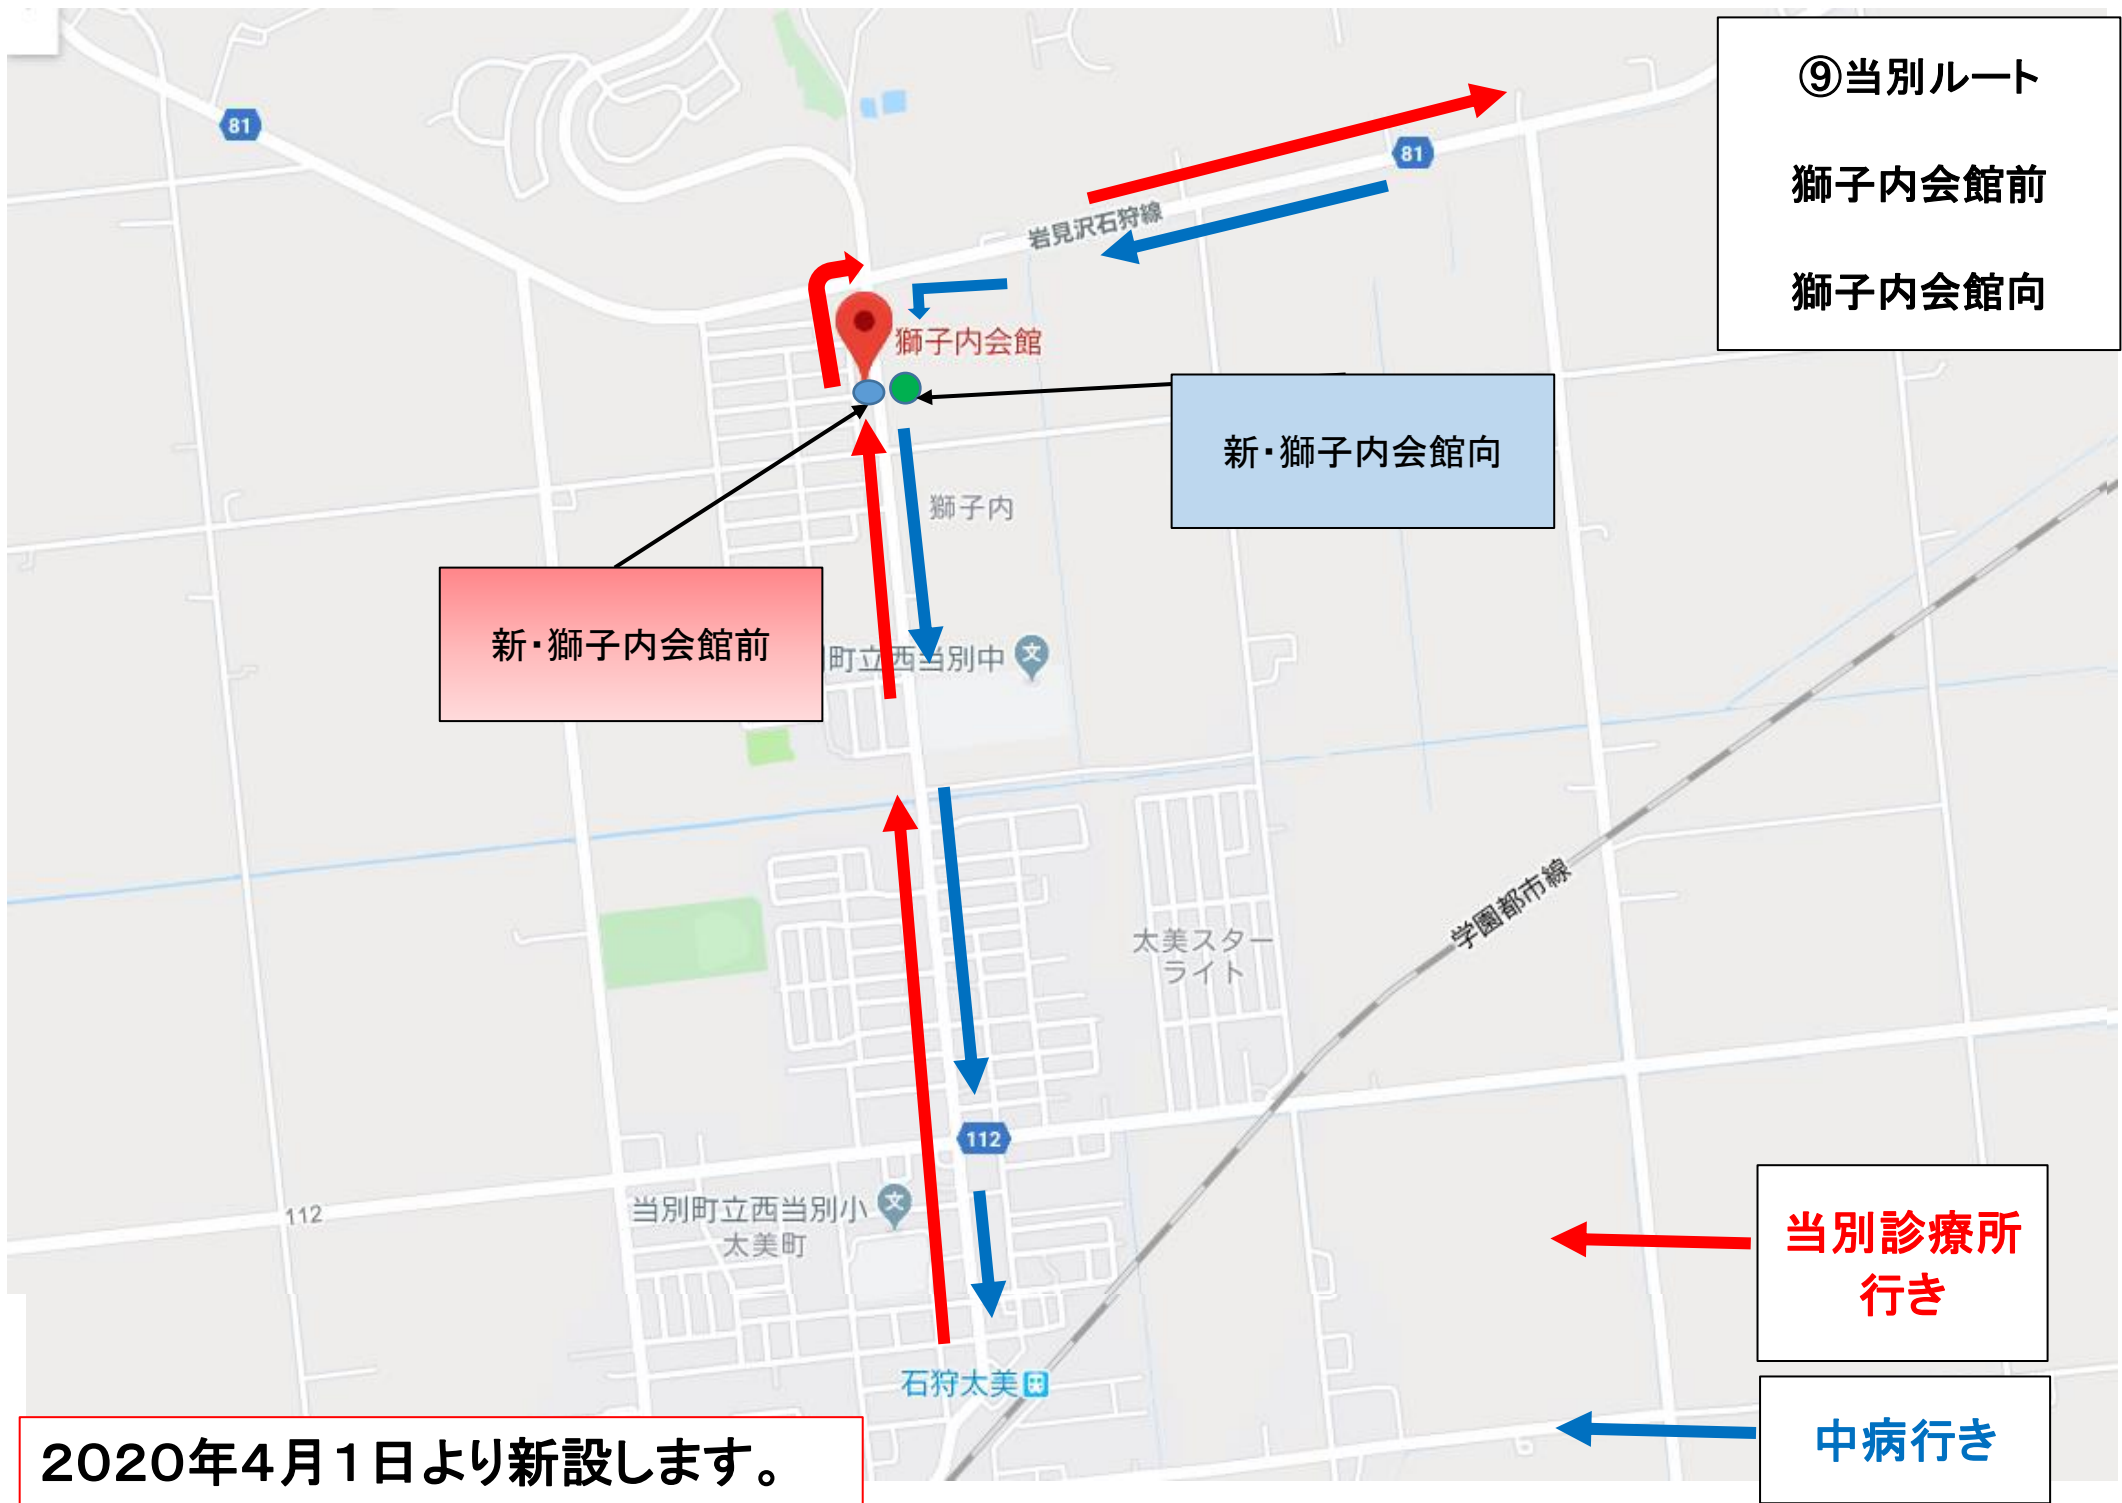 ⑨当別ルート
獅子内会館前
獅子内会館向
81
81
岩見沢石狩線
獅子内会館
新・獅子内会館向
獅子内
新・獅子内会館前
町立西当別中
文
太美スター
ライト
学園都市線
112
112
当別町立西当別小
文
太美町
当別診療所
行き
石狩太美
中病行き
2020年4月1日より新設します。